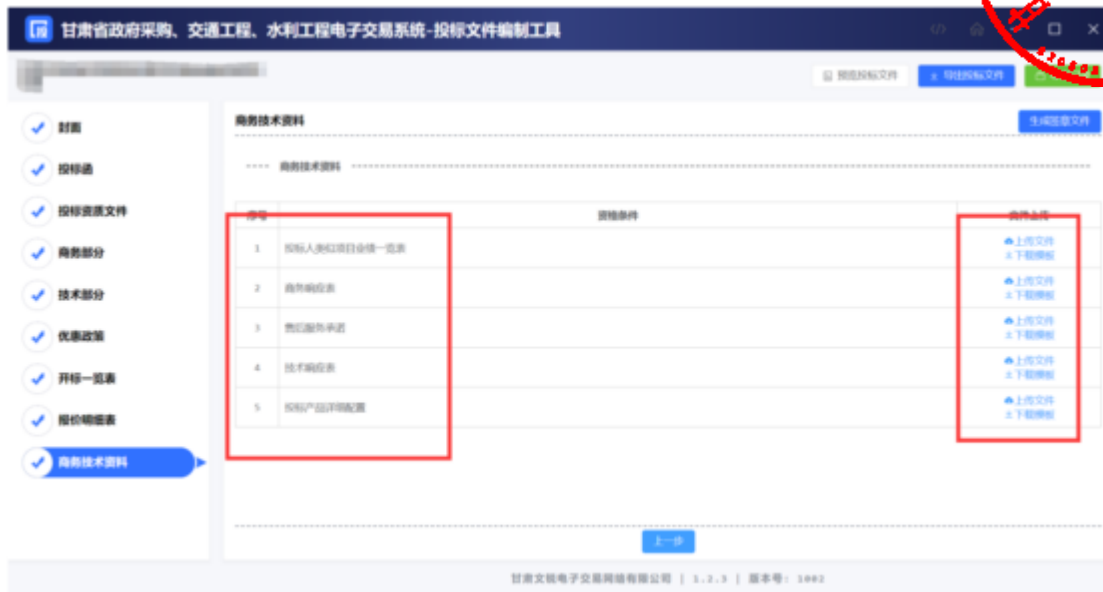 甘肃省政府采购、交通工程、水利工程电子交易系统-投标文件编制工具
预览投标文件
导出投标文件
封面
投标函
投标资质文件
商务部分
技术部分
优惠政策
开标一览表
报价明细表
商务技术资料
商务技术资料
生成签章文件
商务技术资料
序号 资格条件 文件上传
1 投标人类似项目业绩一览表 上传文件
下载模板
2 商务响应表 上传文件
下载模板
3 售后服务承诺 上传文件
下载模板
4 技术响应表 上传文件
下载模板
5 投标产品详细配置 上传文件
下载模板
上一步
甘肃文锐电子交易网络有限公司 | 1.2.3 | 版本号: 1002